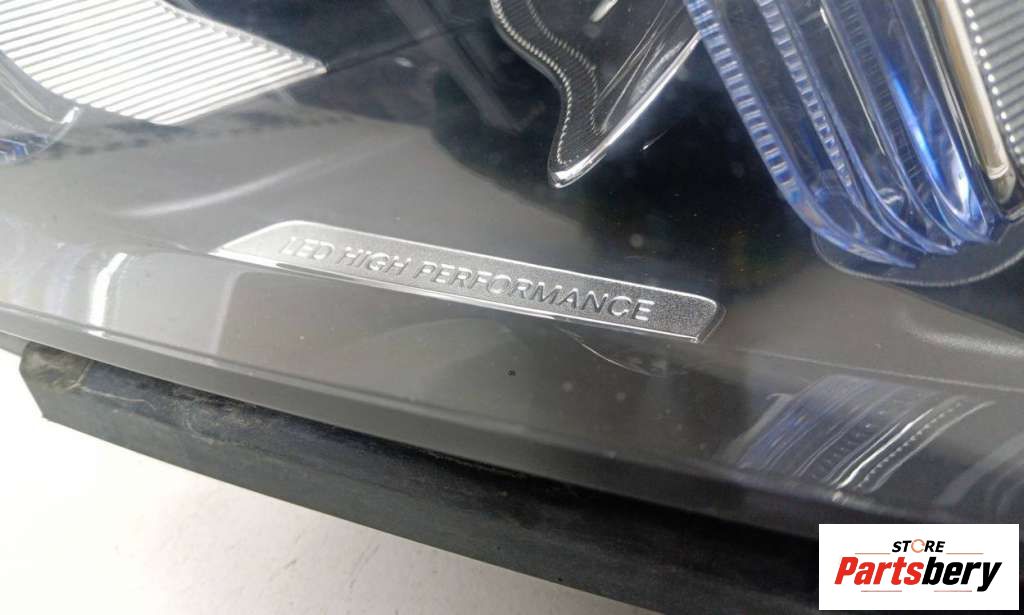 LED HIGH PERFORMANCE
STORE
Partsbery